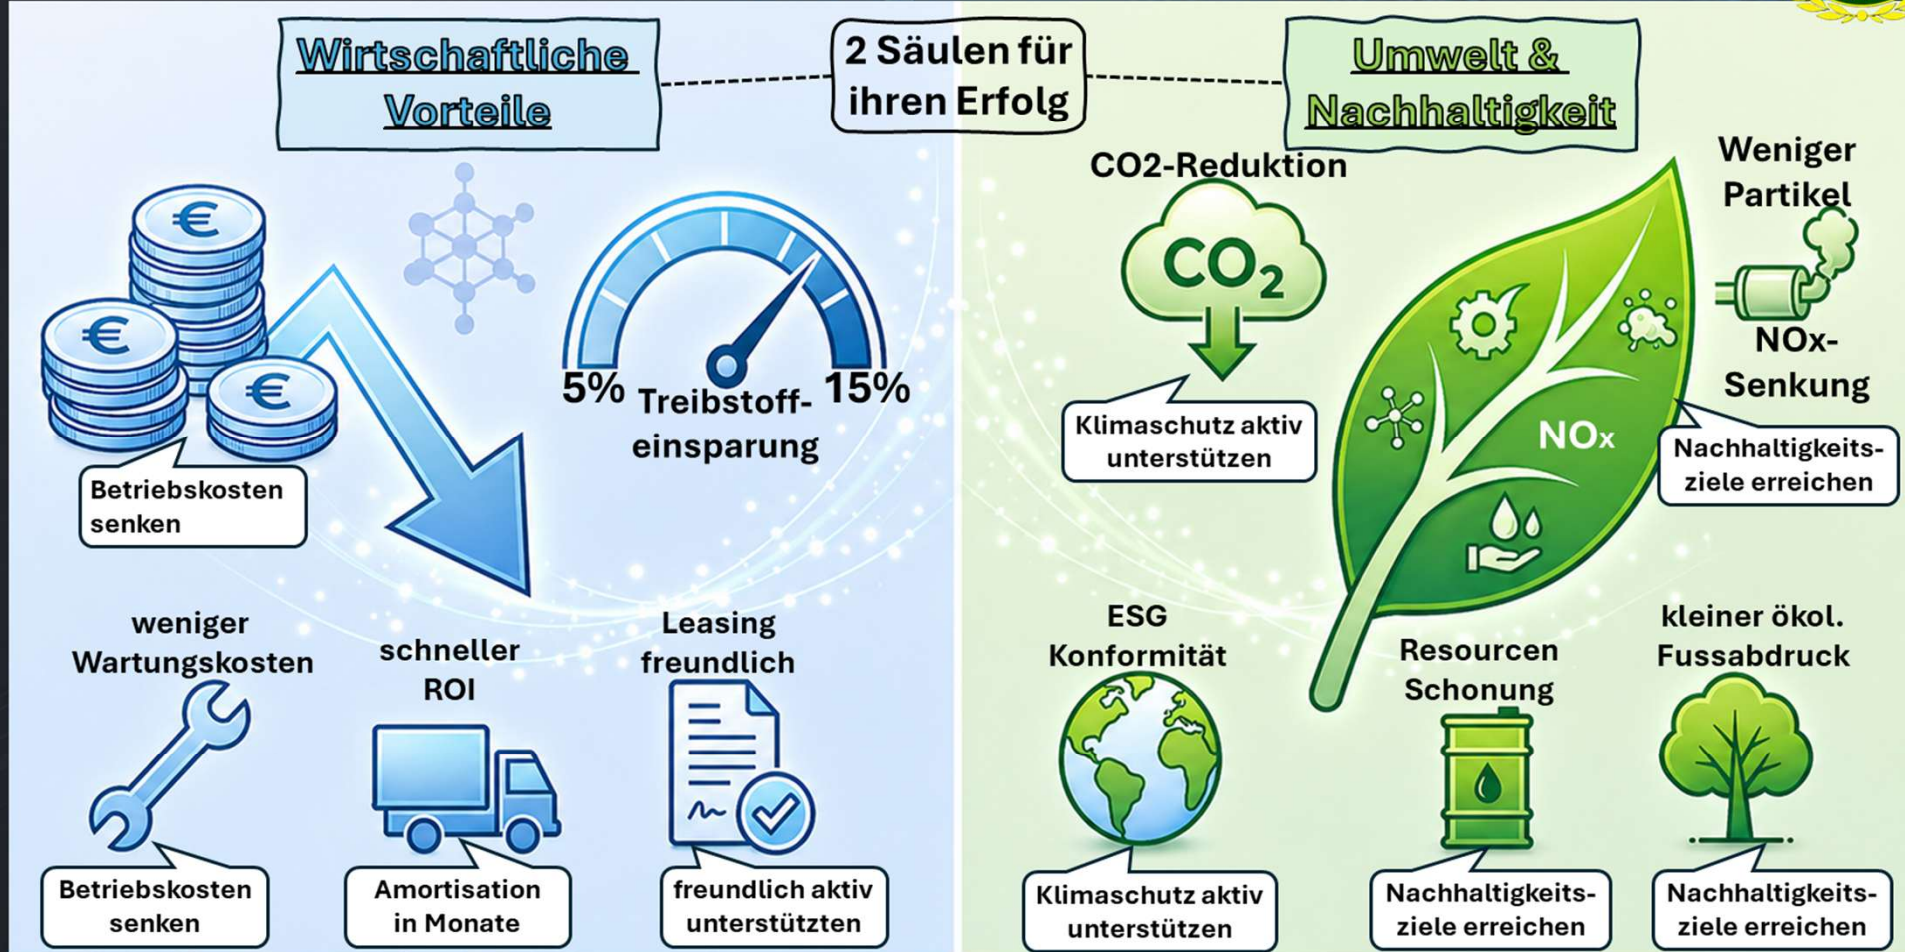 Wirtschaftliche
Vorteile
2 Säulen für
ihren Erfolg
Umwelt &
Nachhaltigkeit
€
€
€
Betriebskosten
senken
5%
15%
Treibstoff-
einsparung
weniger
Wartungskosten
Betriebskosten
senken
schneller
ROI
Amortisation
in Monate
Leasing
freundlich
freundlich aktiv
unterstützten
CO2-Reduktion
CO2
Klimaschutz aktiv
unterstützen
Weniger
Partikel
NOx-
Senkung
NOx
Nachhaltigkeits-
ziele erreichen
ESG
Konformität
Klimaschutz aktiv
unterstützen
Resourcen
Schonung
Nachhaltigkeits-
ziele erreichen
kleiner ökol.
Fussabdruck
Nachhaltigkeits-
ziele erreichen